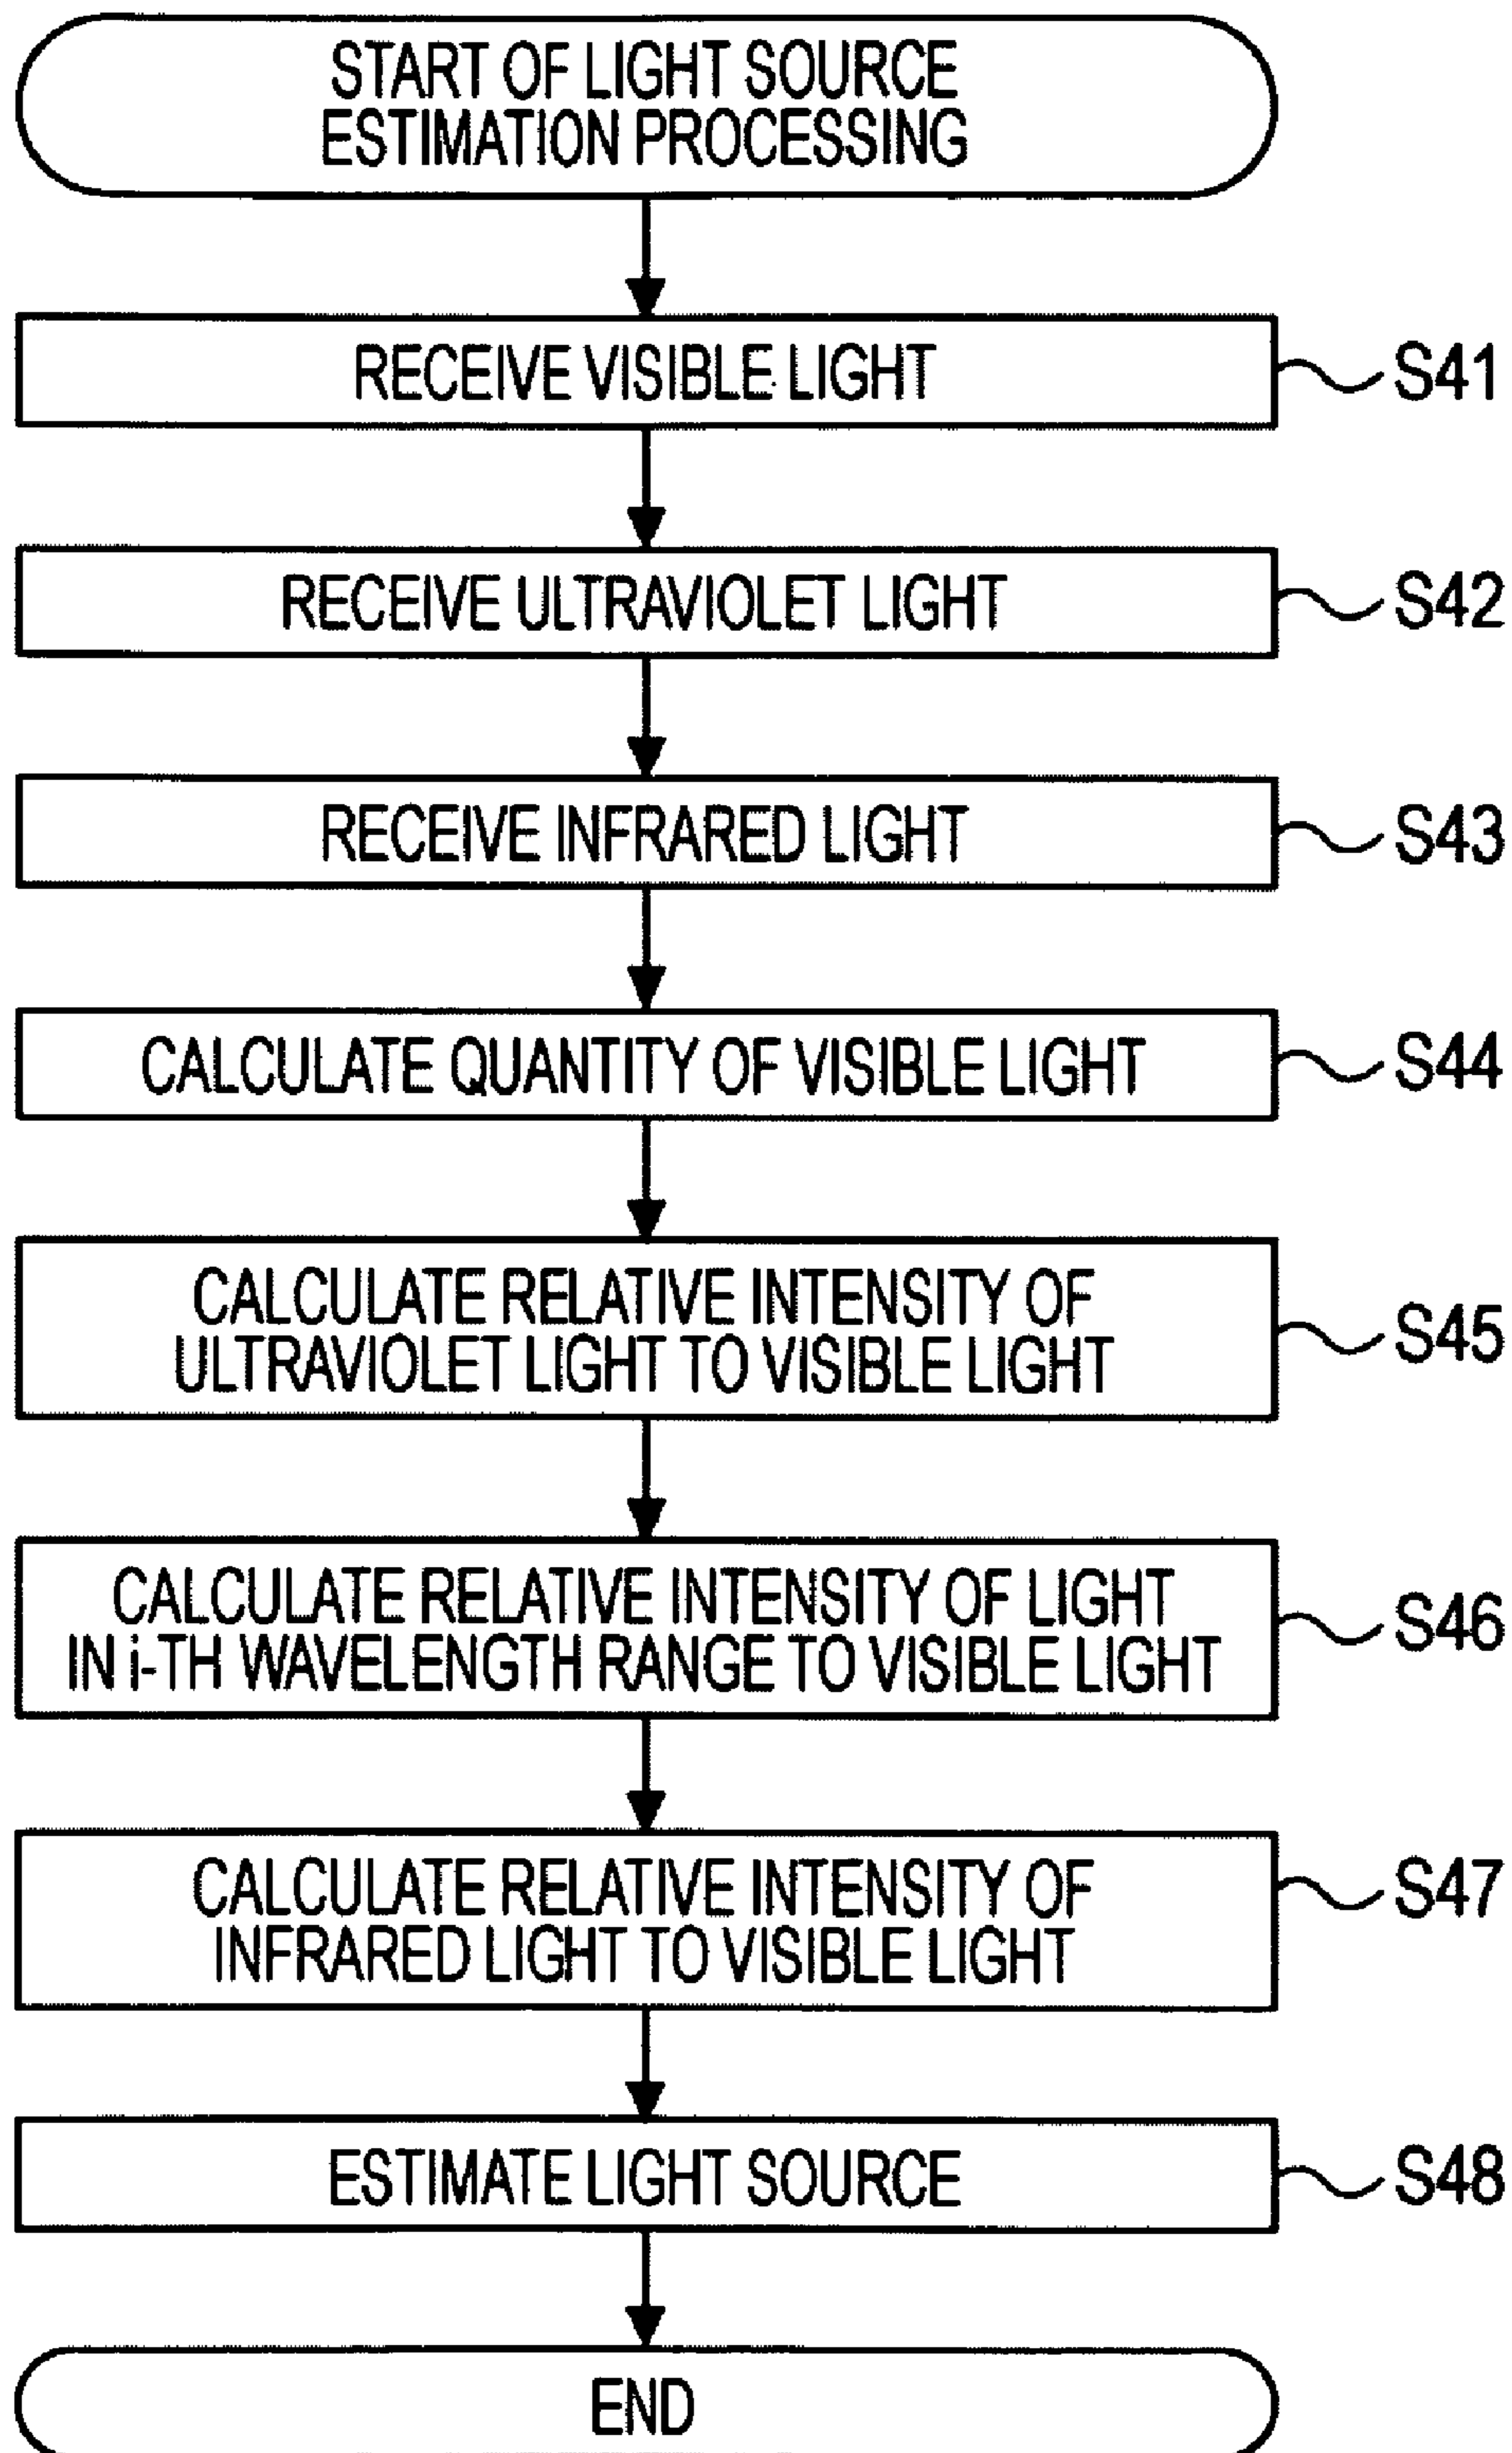 START OF LIGHT SOURCE
ESTIMATION PROCESSING
RECEIVE VISIBLE LIGHT
S41
RECEIVE ULTRAVIOLET LIGHT
S42
RECEIVE INFRARED LIGHT
S43
CALCULATE QUANTITY OF VISIBLE LIGHT
S44
CALCULATE RELATIVE INTENSITY OF
ULTRAVIOLET LIGHT TO VISIBLE LIGHT
S45
CALCULATE RELATIVE INTENSITY OF LIGHT
IN i-TH WAVELENGTH RANGE TO VISIBLE LIGHT
S46
CALCULATE RELATIVE INTENSITY OF
INFRARED LIGHT TO VISIBLE LIGHT
S47
ESTIMATE LIGHT SOURCE
S48
END